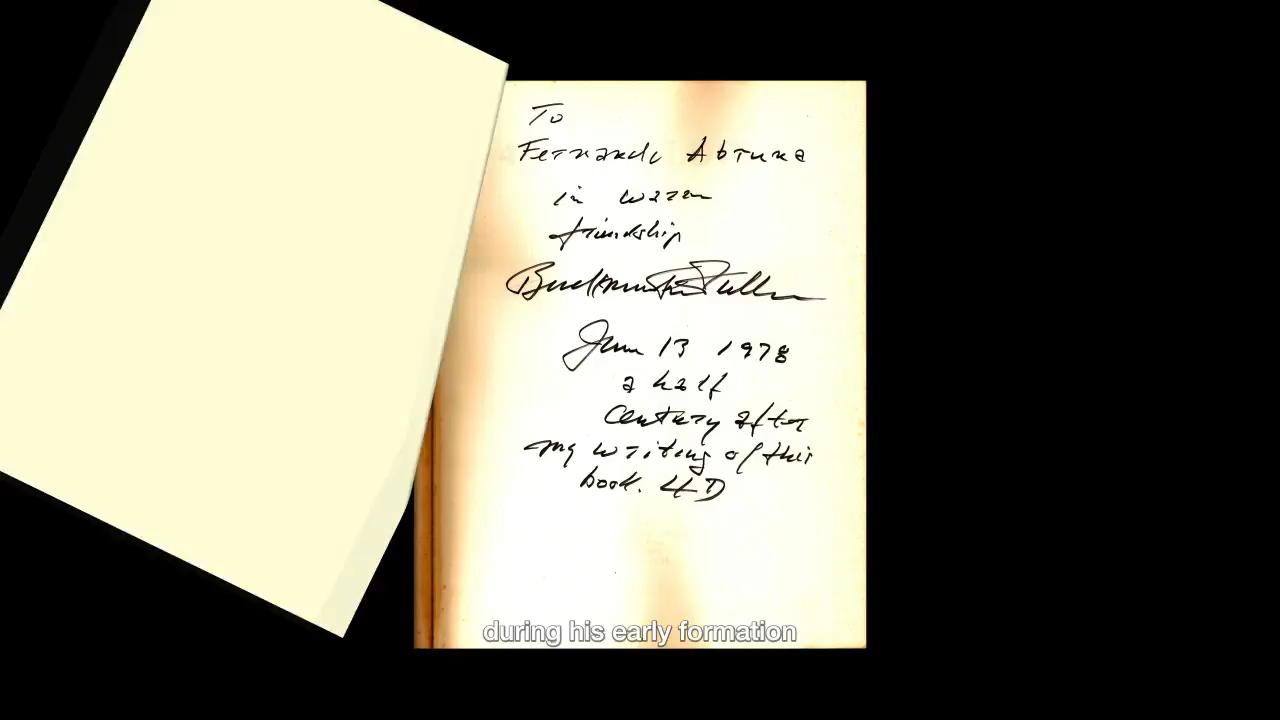 To
Fernando Abruna
in warm
friendship
Buckminster Fuller
June 13 1978
a half
century after
my writing of this
book. 4D
during his early formation